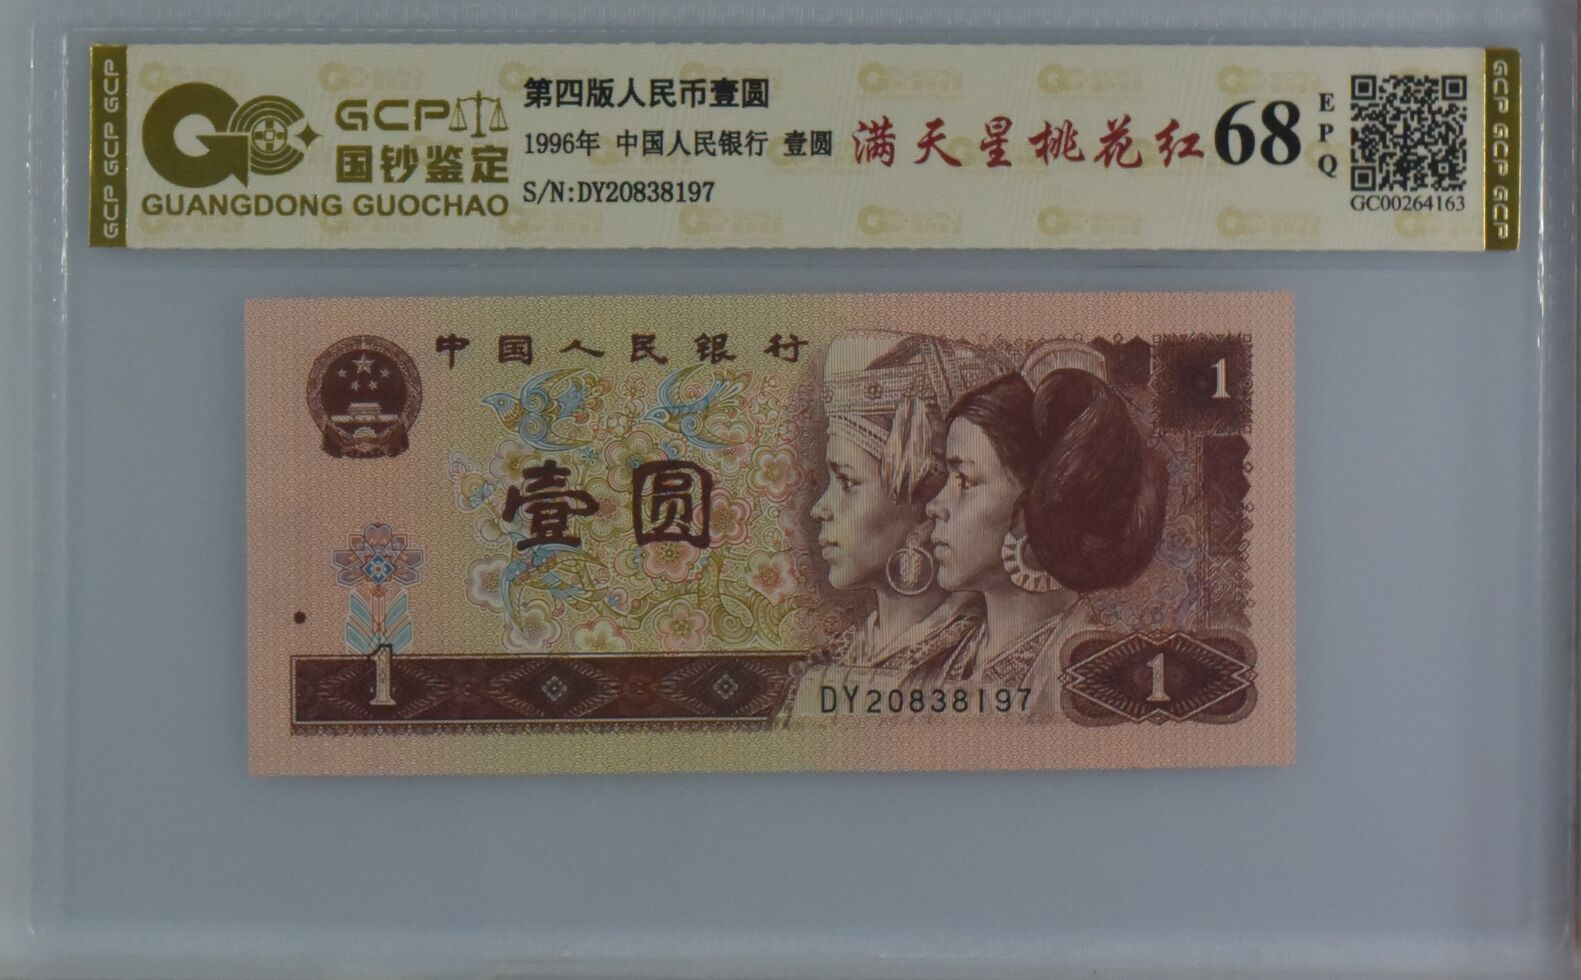 GCP GCP GCP
GCP
国钞鉴定
GUANGDONG GUOCHAO
第四版人民币壹圆
1996年 中国人民银行 壹圆
S/N:DY20838197
满天星桃花红
68
EPQ
GC00264163
GCP GCP GCP GCP
中国人民银行
1
壹圆
1
DY20838197
1